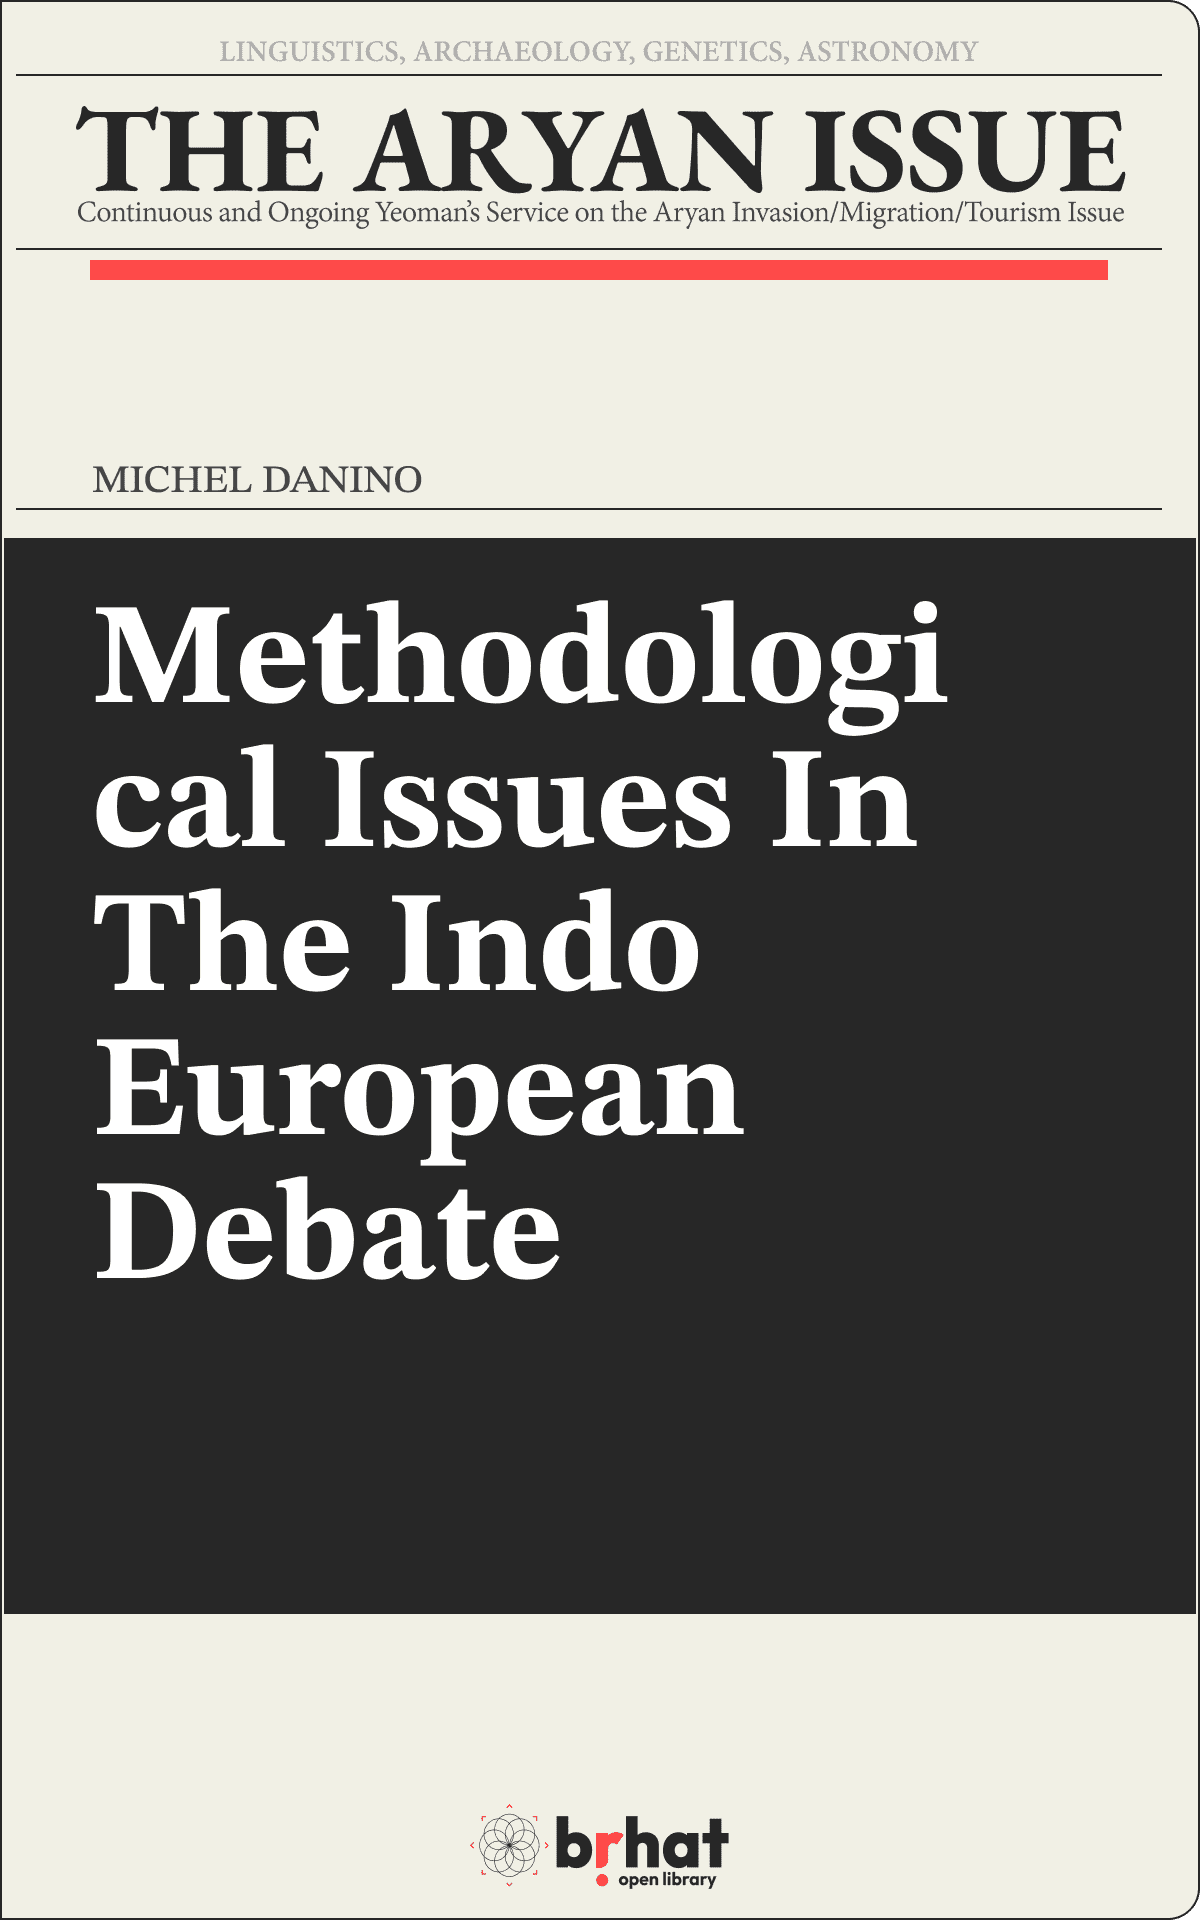 LINGUISTICS, ARCHAEOLOGY, GENETICS, ASTRONOMY
THE ARYAN ISSUE
Continuous and Ongoing Yeoman's Service on the Aryan Invasion/Migration/Tourism Issue
MICHEL DANINO
Methodologi
cal Issues In
The Indo
European
Debate
bṛhat
open library